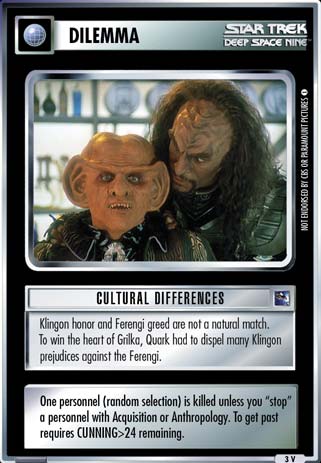 DILEMMA
STAR TREK
DEEP SPACE NINE
NOT ENDORSED BY CBS OR PARAMOUNT PICTURES
CULTURAL DIFFERENCES
Klingon honor and Ferengi greed are not a natural match.
To win the heart of Grilka, Quark had to dispel many Klingon
prejudices against the Ferengi.
One personnel (random selection) is killed unless you "stop"
a personnel with Acquisition or Anthropology. To get past
requires CUNNING>24 remaining.
3 V